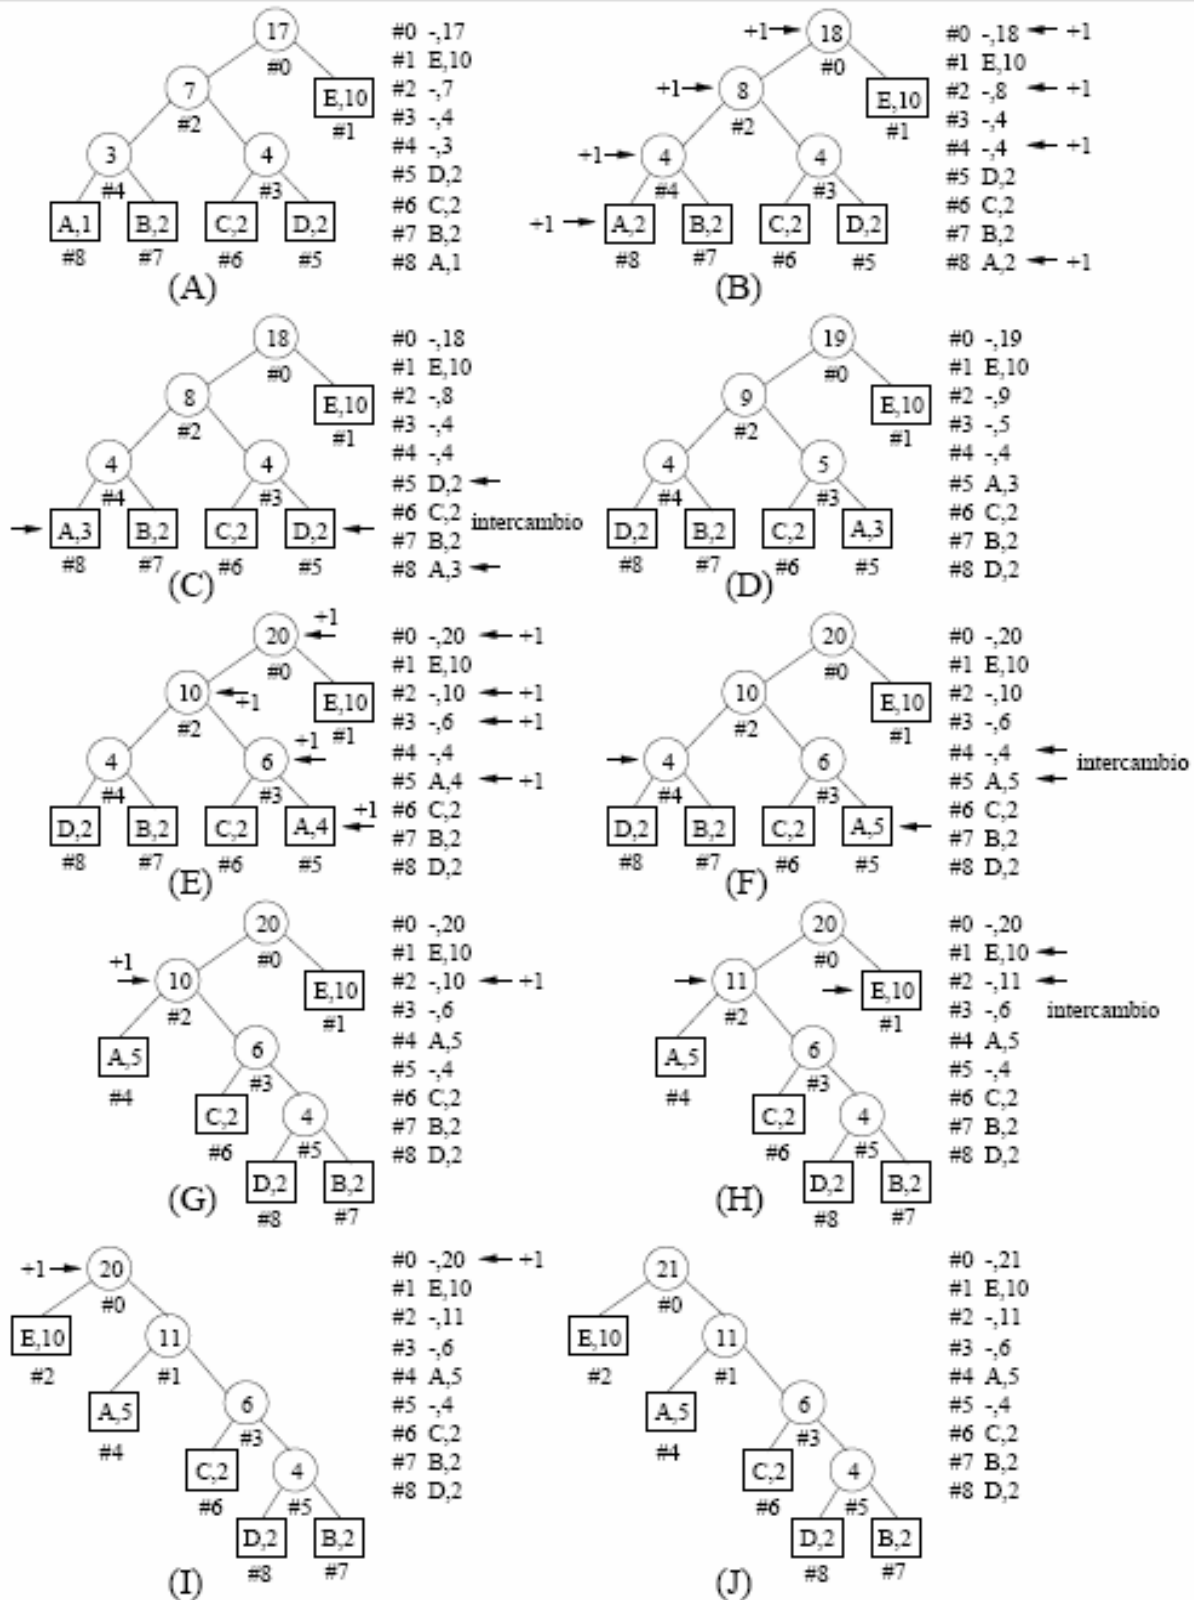 17
#0
7
#2
E,10
#1
3
#4
4
#3
A,1 B,2 C,2 D,2
#8 #7 #6 #5
#0 -,17
#1 E,10
#2 -,7
#3 -,4
#4 -,3
#5 D,2
#6 C,2
#7 B,2
#8 A,1
(A)
+1 18
#0
+1 8
#2
E,10
#1
+1 4
#4
4
#3
+1 A,2 B,2 C,2 D,2
#8 #7 #6 #5
#0 -,18 +1
#1 E,10
#2 -,8 +1
#3 -,4
#4 -,4 +1
#5 D,2
#6 C,2
#7 B,2
#8 A,2 +1
(B)
18
#0
8
#2
E,10
#1
4
#4
4
#3
A,3 B,2 C,2 D,2
#8 #7 #6 #5
#0 -,18
#1 E,10
#2 -,8
#3 -,4
#4 -,4
#5 D,2
#6 C,2 intercambio
#7 B,2
#8 A,3
(C)
19
#0
9
#2
E,10
#1
4
#4
5
#3
D,2 B,2 C,2 A,3
#8 #7 #6 #5
#0 -,19
#1 E,10
#2 -,9
#3 -,5
#4 -,4
#5 A,3
#6 C,2
#7 B,2
#8 D,2
(D)
20 +1
#0
10 +1
#2
E,10
#1
4
#4
6 +1
#3
D,2 B,2 C,2 A,4 +1
#8 #7 #6 #5
#0 -,20 +1
#1 E,10
#2 -,10 +1
#3 -,6 +1
#4 -,4
#5 A,4 +1
#6 C,2
#7 B,2
#8 D,2
(E)
20
#0
10
#2
E,10
#1
4
#4
6
#3
D,2 B,2 C,2 A,5
#8 #7 #6 #5
#0 -,20
#1 E,10
#2 -,10
#3 -,6
#4 -,4
intercambio
#5 A,5
#6 C,2
#7 B,2
#8 D,2
(F)
20
#0
+1 10
#2
E,10
#1
A,5
#4
6
#3
C,2
#6
4
#5
D,2 B,2
#8 #7
#0 -,20
#1 E,10
#2 -,10 +1
#3 -,6
#4 A,5
#5 -,4
#6 C,2
#7 B,2
#8 D,2
(G)
20
#0
11
#2
E,10
#1
A,5
#4
6
#3
C,2
#6
4
#5
D,2 B,2
#8 #7
#0 -,20
#1 E,10
#2 -,11
#3 -,6 intercambio
#4 A,5
#5 -,4
#6 C,2
#7 B,2
#8 D,2
(H)
+1 20
#0
E,10
#2
11
#1
A,5
#4
6
#3
C,2
#6
4
#5
D,2 B,2
#8 #7
#0 -,20 +1
#1 E,10
#2 -,11
#3 -,6
#4 A,5
#5 -,4
#6 C,2
#7 B,2
#8 D,2
(I)
21
#0
E,10
#2
11
#1
A,5
#4
6
#3
C,2
#6
4
#5
D,2 B,2
#8 #7
#0 -,21
#1 E,10
#2 -,11
#3 -,6
#4 A,5
#5 -,4
#6 C,2
#7 B,2
#8 D,2
(J)